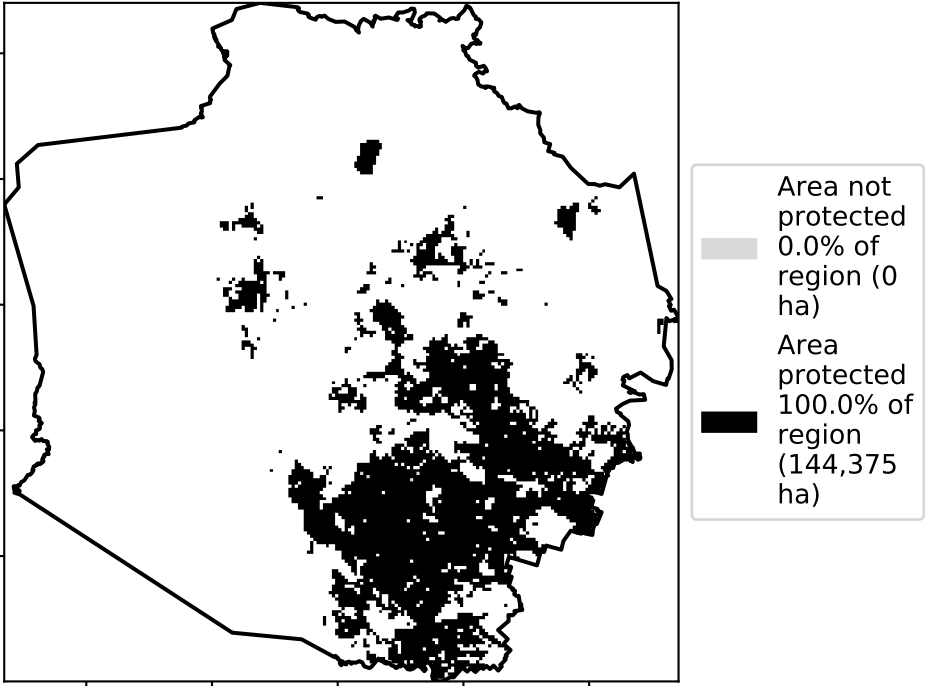 Area not
protected
0.0% of
region (0
ha)
Area
protected
100.0% of
region
(144,375
ha)